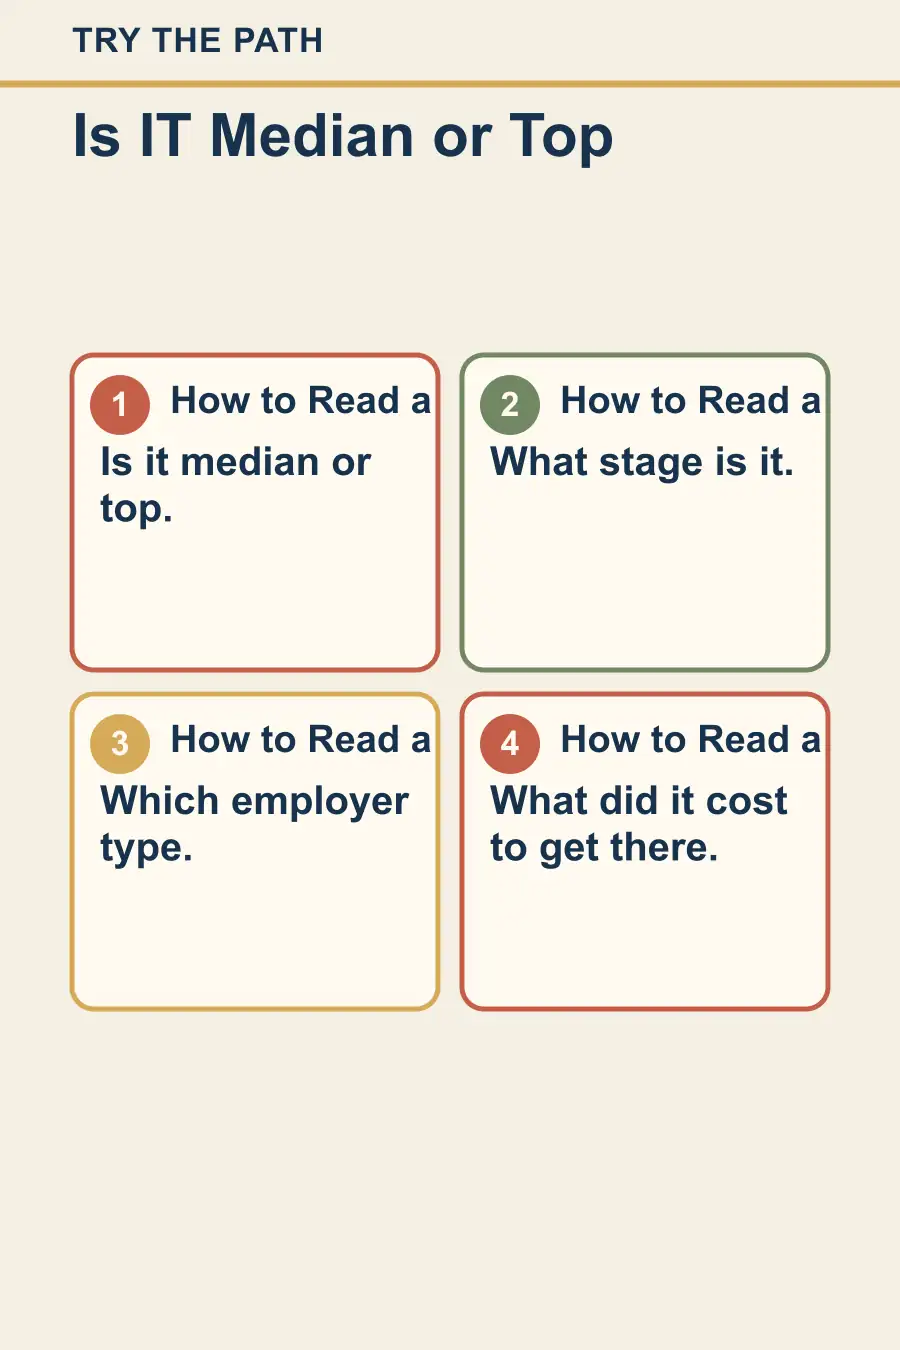 TRY THE PATH
Is IT Median or Top
1 How to Read a
Is it median or
top.
2 How to Read a
What stage is it.
3 How to Read a
Which employer
type.
4 How to Read a
What did it cost
to get there.